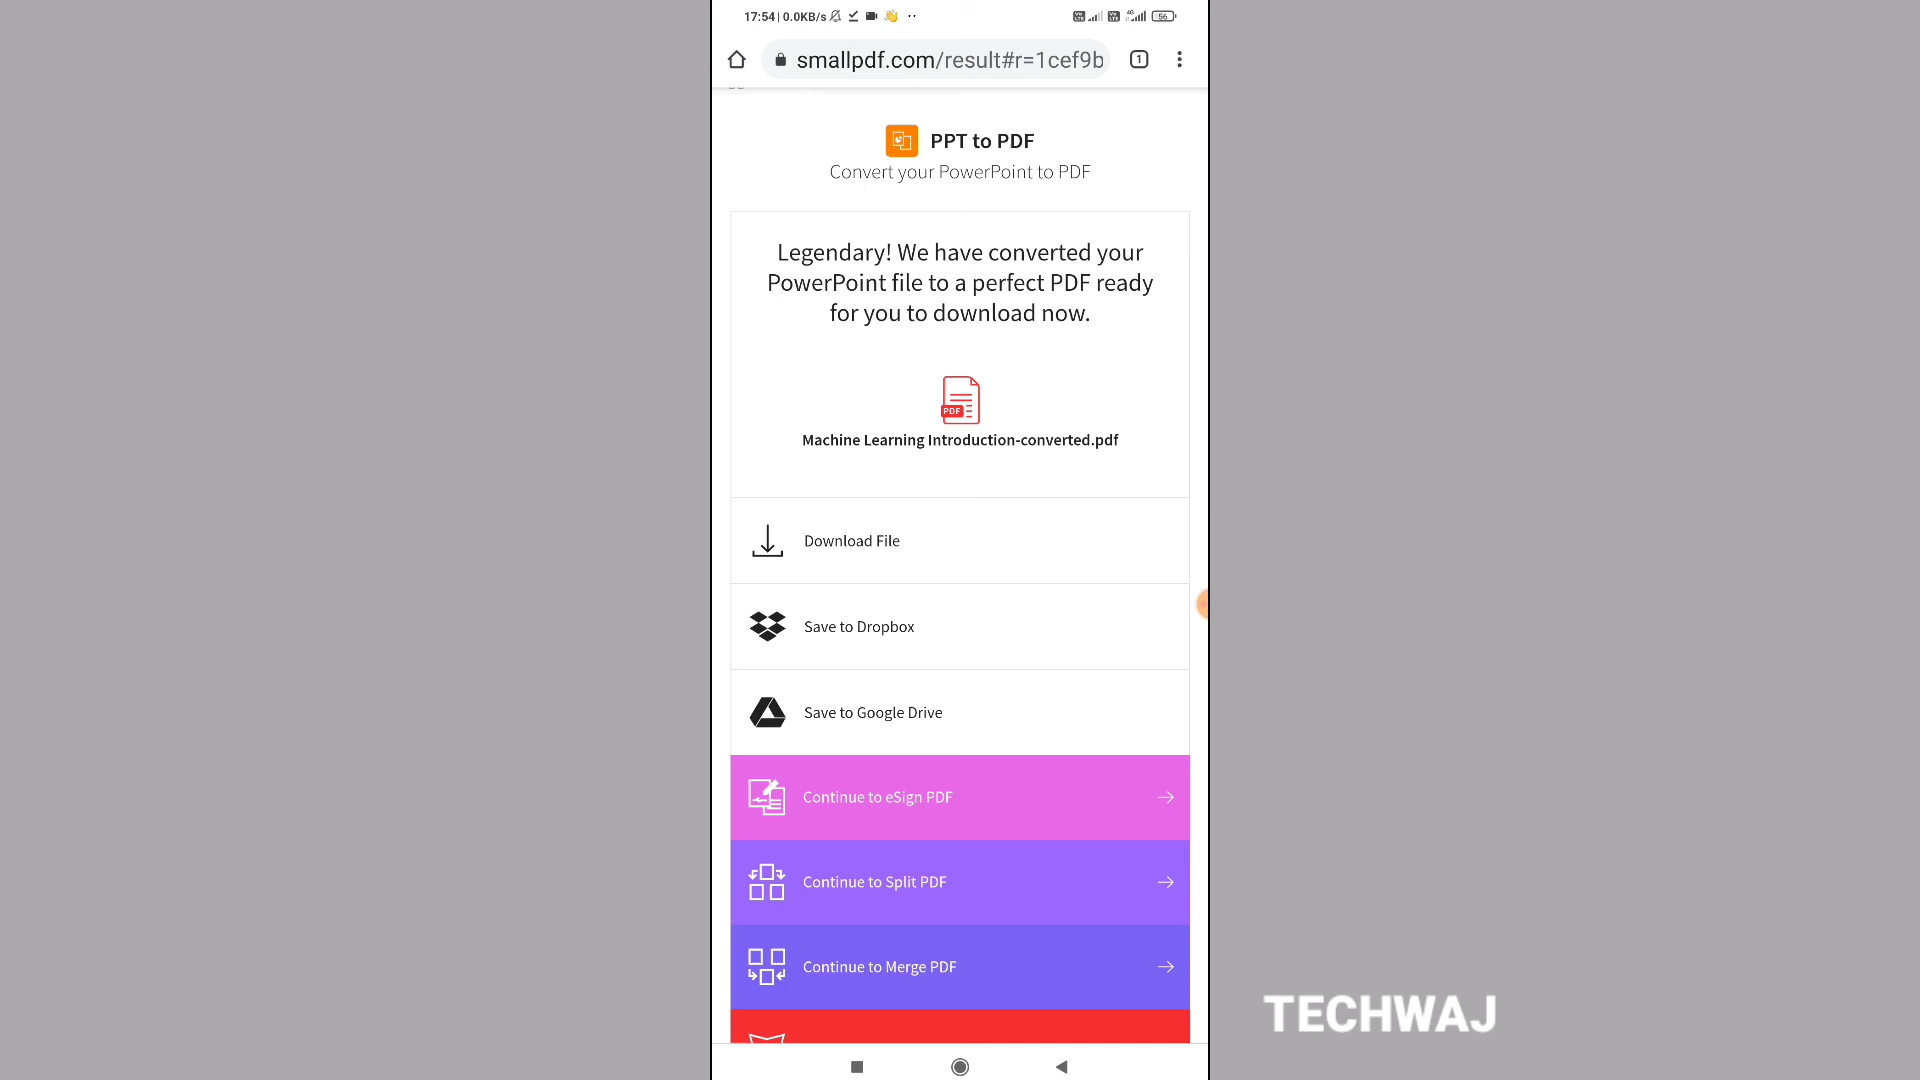 17:54 | 0.0KB/s
56
smallpdf.com/result#r=1cef9b
1
PPT to PDF
Convert your PowerPoint to PDF
Legendary! We have converted your
PowerPoint file to a perfect PDF ready
for you to download now.
PDF
Machine Learning Introduction-converted.pdf
Download File
Save to Dropbox
Save to Google Drive
Continue to eSign PDF
Continue to Split PDF
Continue to Merge PDF
TECHWAJ